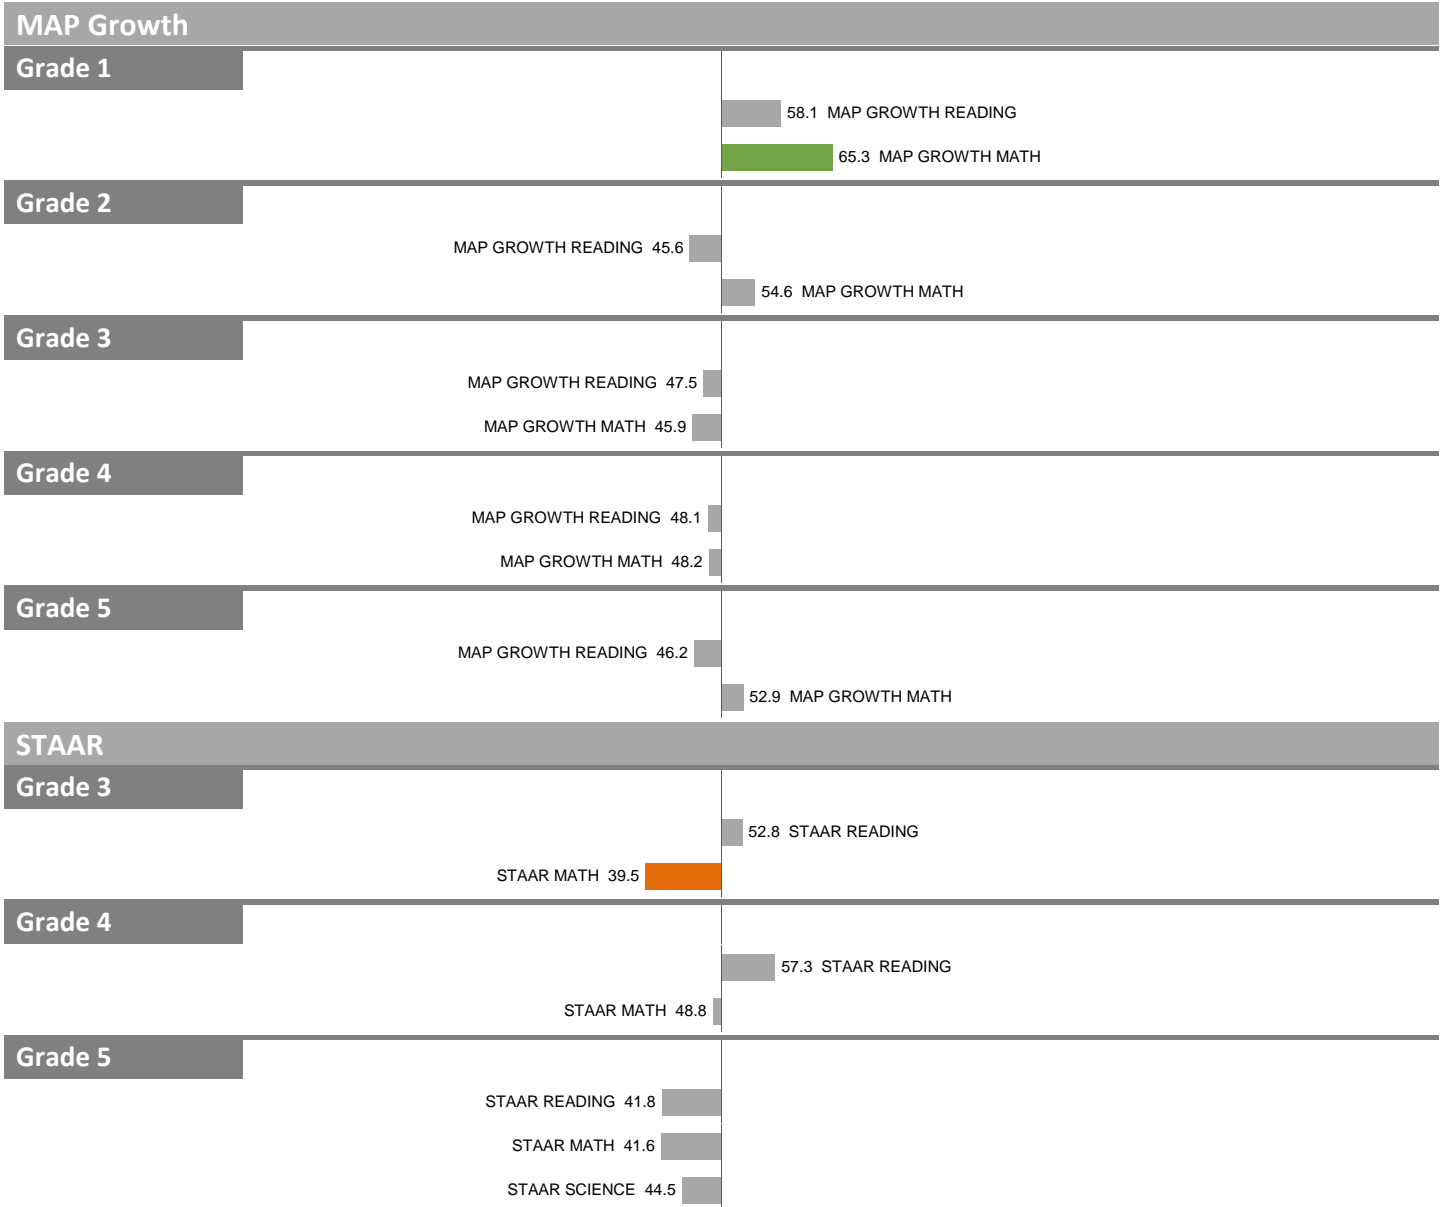 MAP Growth
Grade 1
58.1 MAP GROWTH READING
65.3 MAP GROWTH MATH
Grade 2
MAP GROWTH READING 45.6
54.6 MAP GROWTH MATH
Grade 3
MAP GROWTH READING 47.5
MAP GROWTH MATH 45.9
Grade 4
MAP GROWTH READING 48.1
MAP GROWTH MATH 48.2
Grade 5
MAP GROWTH READING 46.2
52.9 MAP GROWTH MATH
STAAR
Grade 3
52.8 STAAR READING
STAAR MATH 39.5
Grade 4
57.3 STAAR READING
STAAR MATH 48.8
Grade 5
STAAR READING 41.8
STAAR MATH 41.6
STAAR SCIENCE 44.5